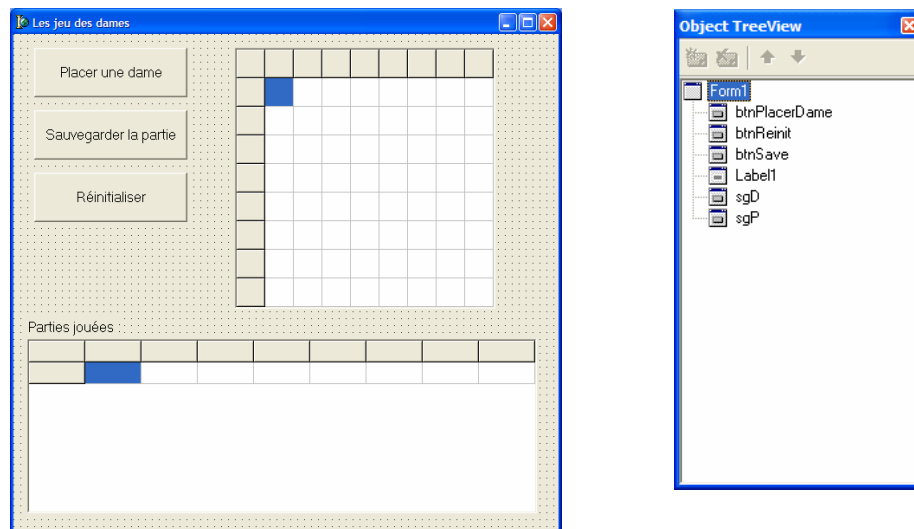 Les jeu des dames
Placer une dame
Sauvegarder la partie
Réinitialiser
Parties jouées :
Object TreeView
Form1
btnPlacerDame
btnReinit
btnSave
Label1
sgD
sgP